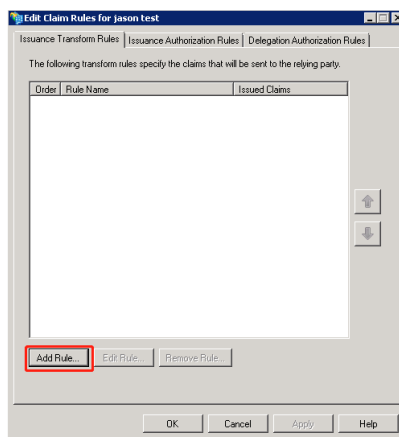 Edit Claim Rules for jason test
Issuance Transform Rules Issuance Authorization Rules Delegation Authorization Rules
The following transform rules specify the claims that will be sent to the relying party.
Order Rule Name Issued Claims
Add Rule... Edit Rule... Remove Rule...
OK Cancel Apply Help